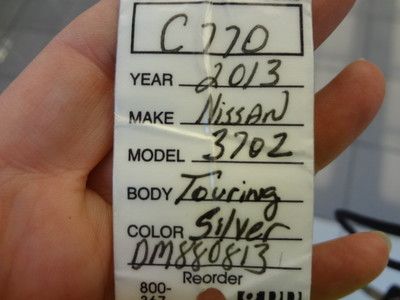 C770
YEAR 2013
MAKE NISSAN
MODEL 370Z
BODY Touring
COLOR Silver
DM880813
Reorder
800-